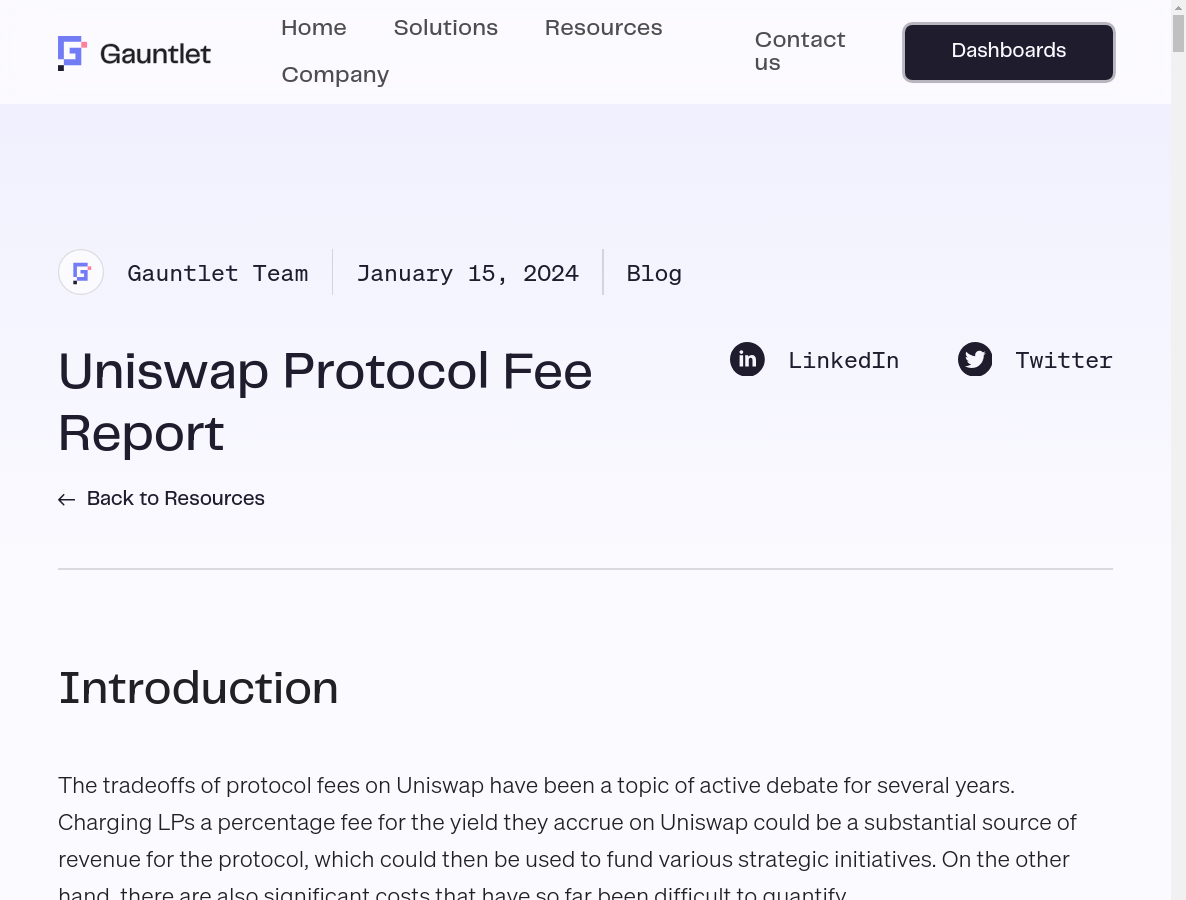 Gauntlet
Home Solutions Resources
Company
Contact
us
Dashboards
Gauntlet Team
January 15, 2024
Blog
Uniswap Protocol Fee
Report
LinkedIn
Twitter
← Back to Resources
Introduction
The tradeoffs of protocol fees on Uniswap have been a topic of active debate for several years.
Charging LPs a percentage fee for the yield they accrue on Uniswap could be a substantial source of
revenue for the protocol, which could then be used to fund various strategic initiatives. On the other
hand, there are also significant costs that have so far been difficult to quantify.